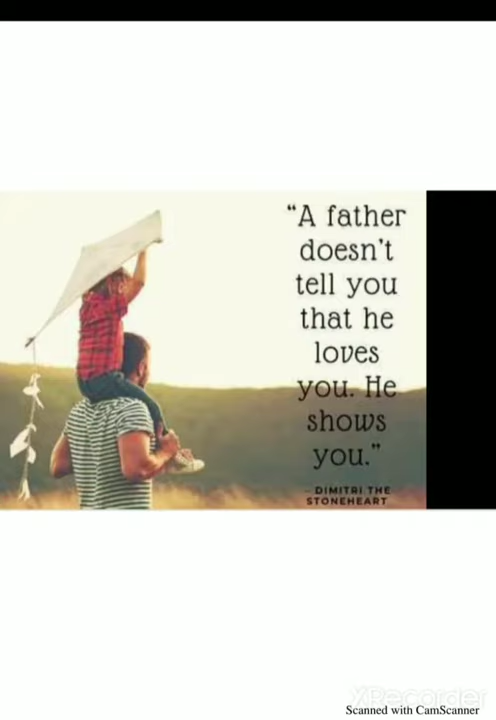 “A father
doesn't
tell you
that he
loves
you. He
shows
you.”
– DIMITRI THE
STONEHEART
XRecorder
Scanned with CamScanner